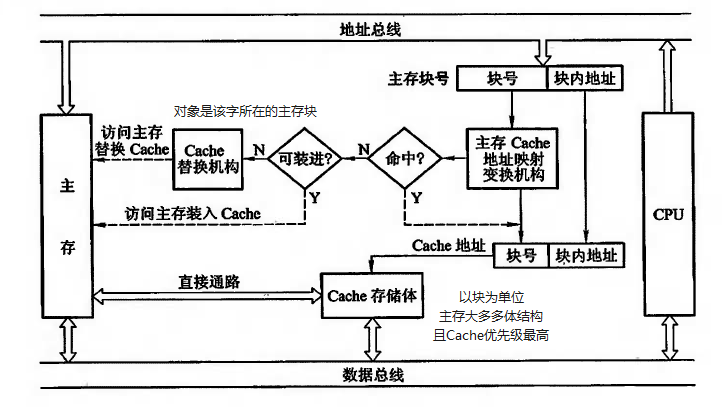 地址总线
主存块号
块号
块内地址
对象是该字所在的主存块
访问主存
替换 Cache
Cache
替换机构
N
可装进?
N
命中?
主存 Cache
地址映射
变换机构
主
存
CPU
Y
Y
访问主存装入 Cache
Cache 地址
块号
块内地址
直接通路
Cache 存储体
以块为单位
主存大多多体结构
且Cache优先级最高
数据总线